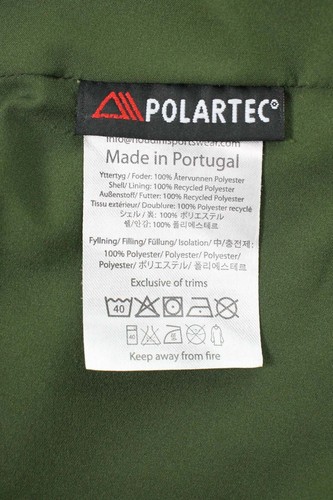 POLARTEC®
info@houdinisportswear.com
Made in Portugal
Yttertyg / Foder: 100% Återvunnen Polyester
Shell / Lining: 100% Recycled Polyester
Außenstoff/ Futter: 100% Recycled Polyester
Tissu extérieur/ Doublure: 100% Polyester recyclé
シェル / 裏: 100% ポリエステル
쉘/안감: 100% 폴리에스테르
Fyllning/ Filling/ Füllung/ Isolation/ 中/충전제:
100% Polyester/ Polyester/ Polyester/
Polyester/ ポリエステル/ 폴리에스테르
Exclusive of trims
40
40
Keep away from fire